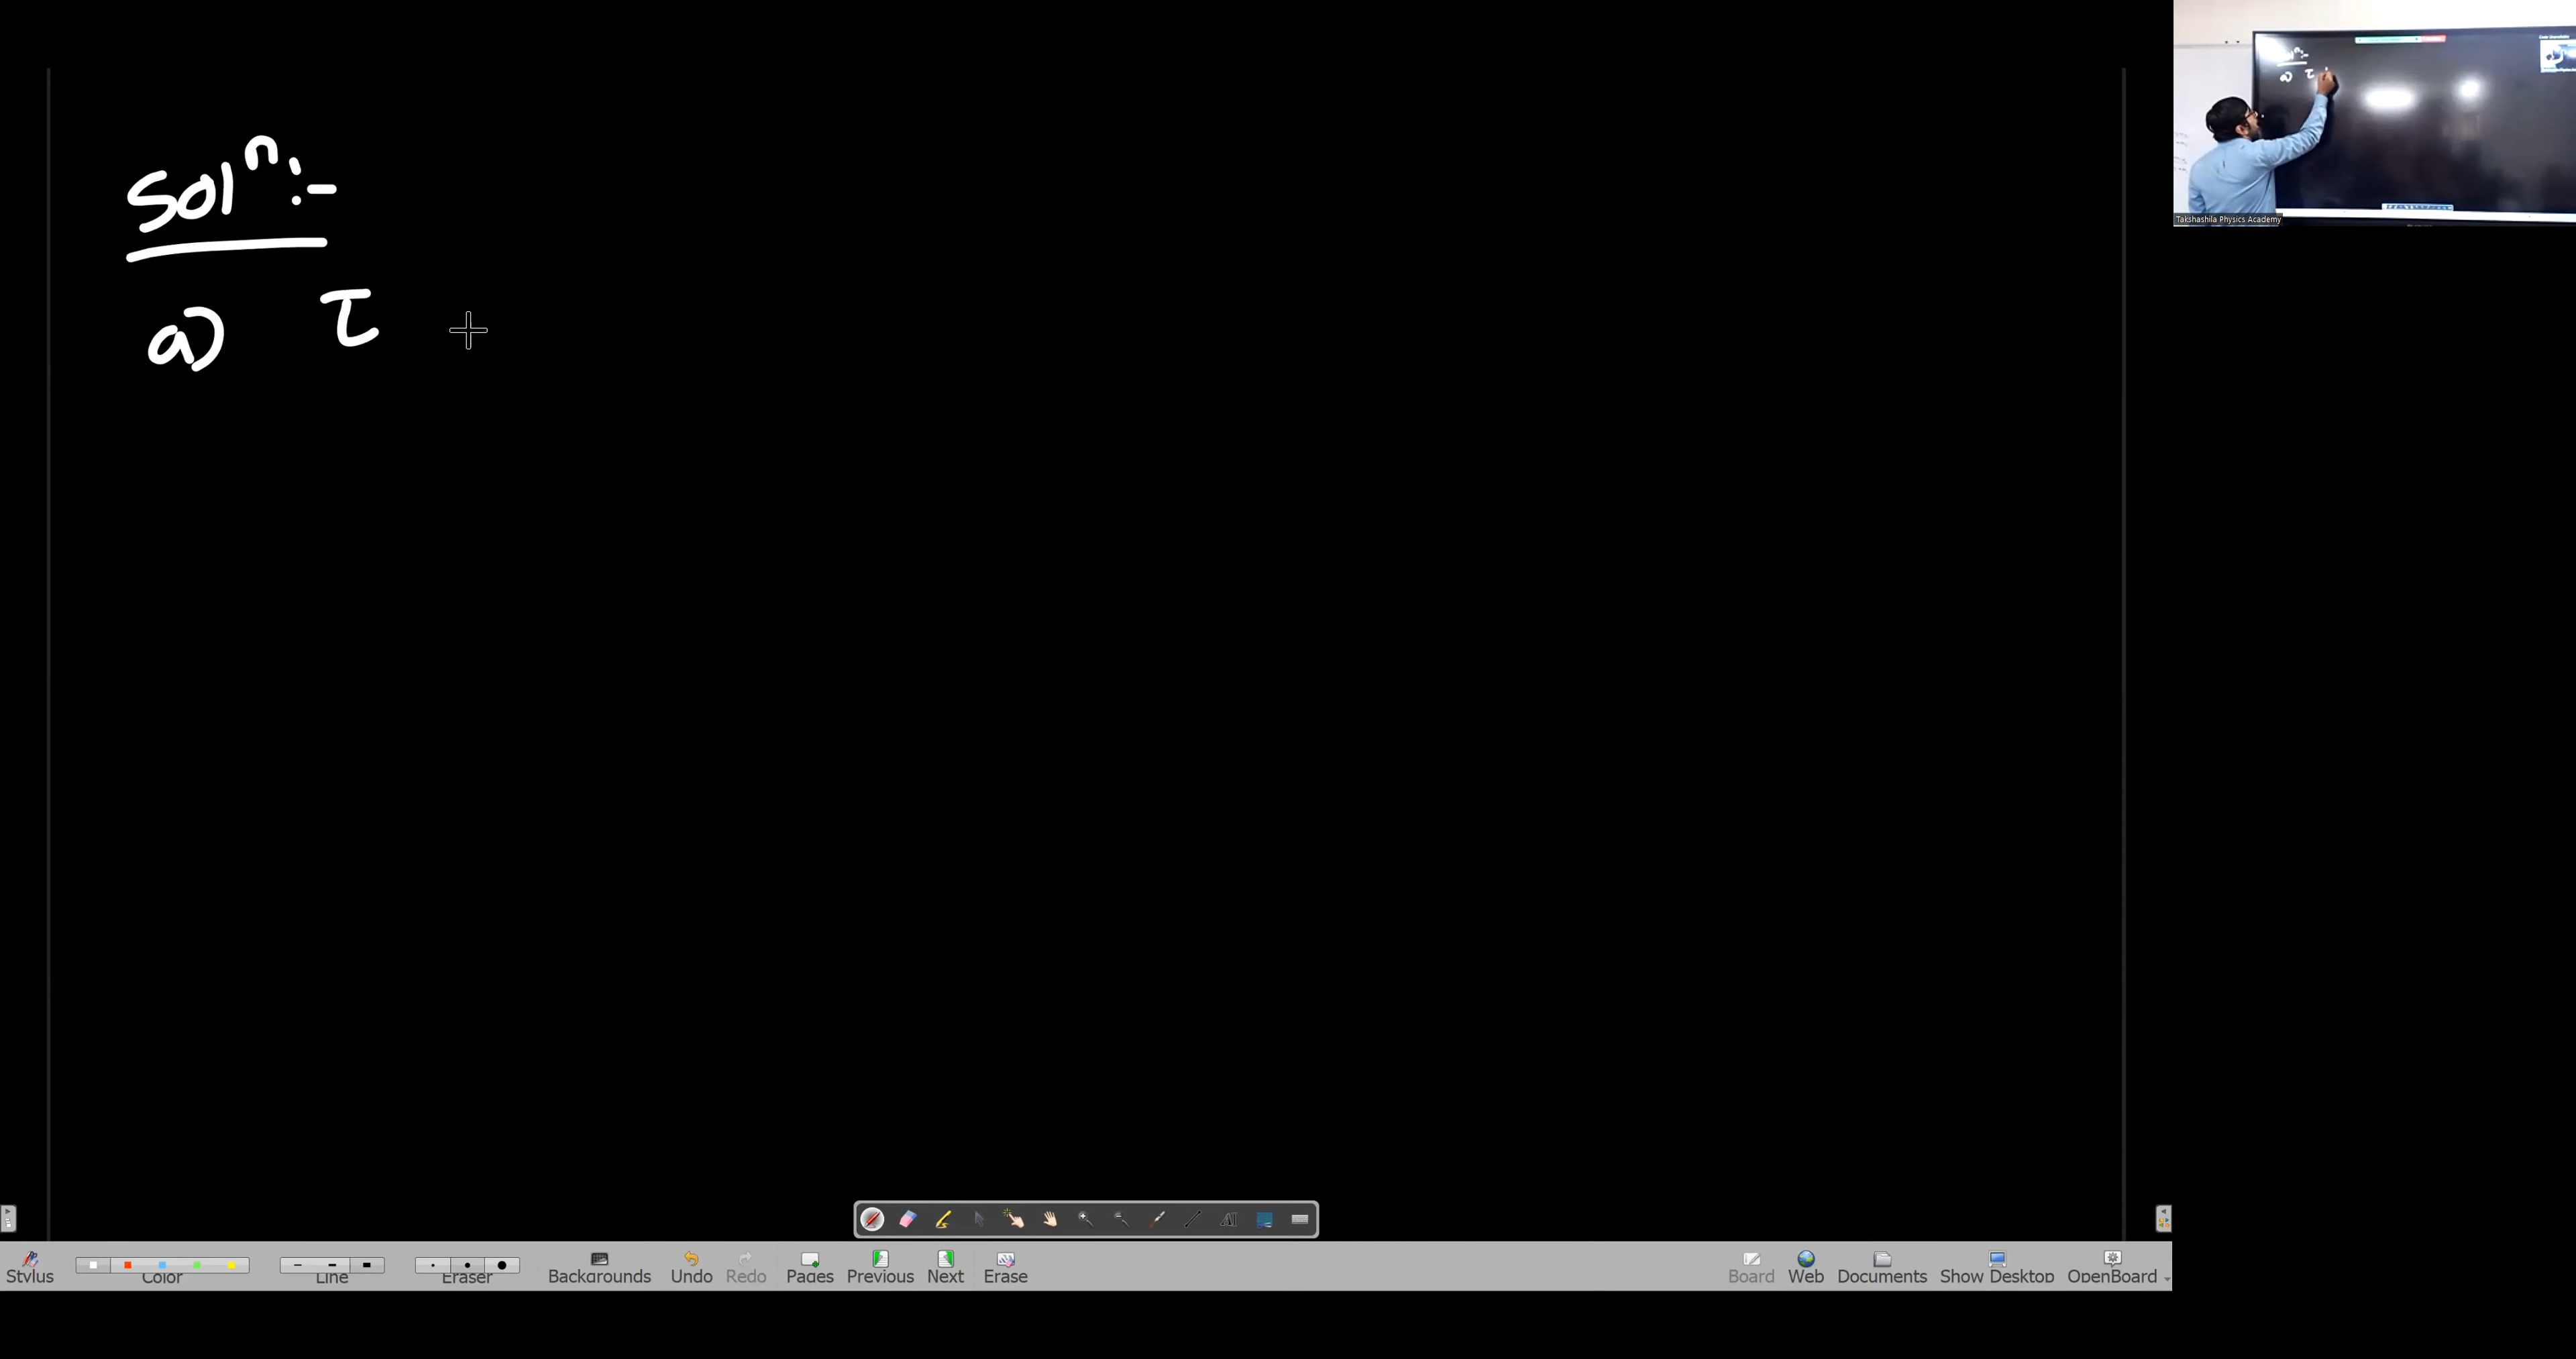 Solⁿ:-
a) τ
Takshashila Physics Academy
Stylus Color Line Eraser Backgrounds Undo Redo Pages Previous Next Erase Board Web Documents Show Desktop OpenBoard